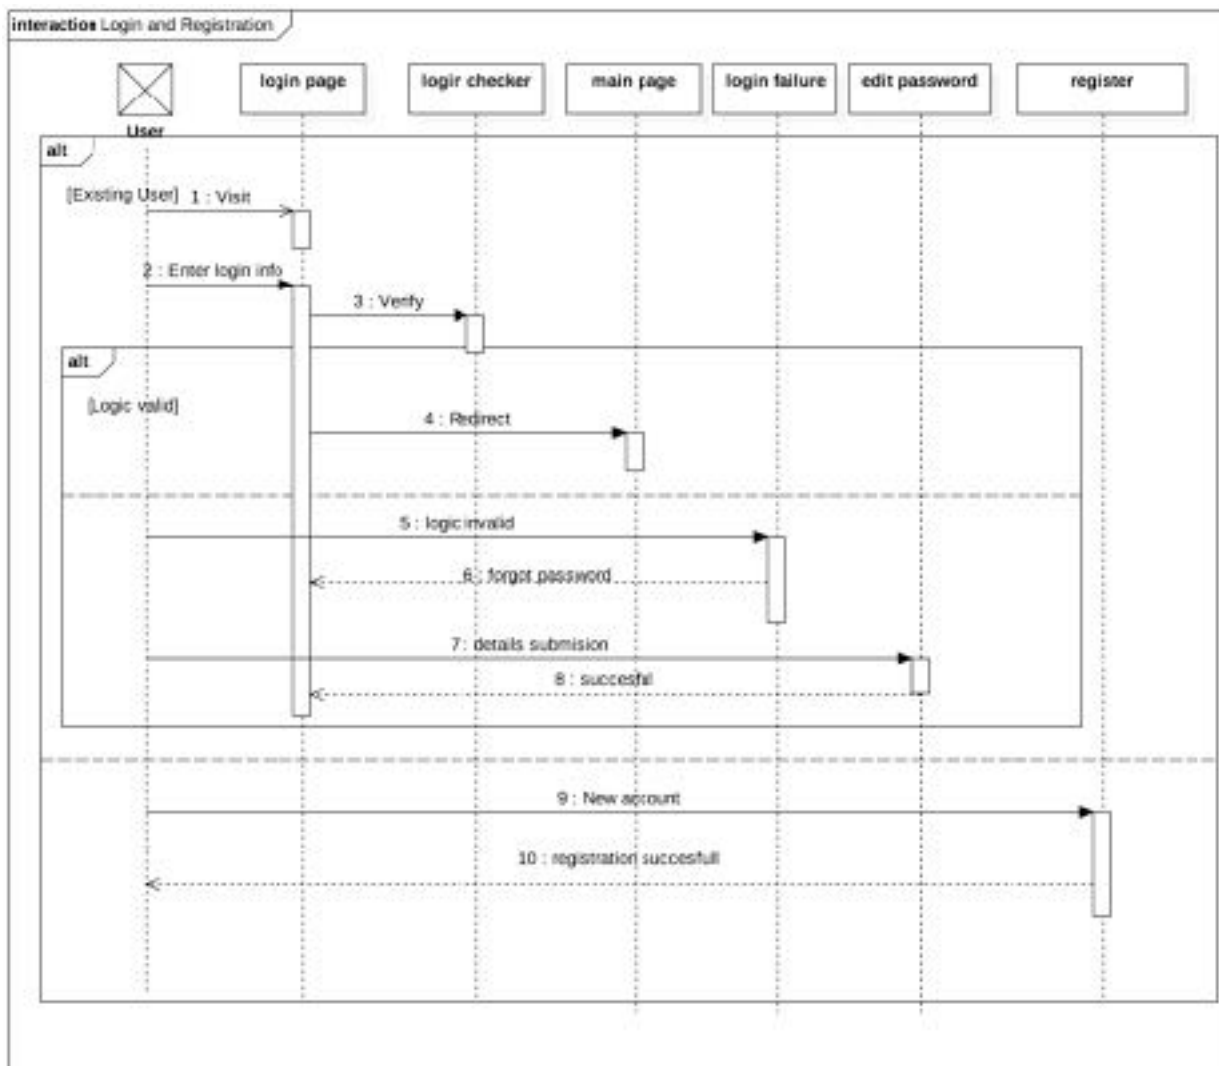 interaction Login and Registration
User
login page
login checker
main page
login failure
edit password
register
alt
[Existing User]
1 : Visit
2 : Enter login info
3 : Verify
alt
[Logic valid]
4 : Redirect
5 : logic invalid
6 : forgot password
7 : details submision
8 : succesful
9 : New account
10 : registration succesfull